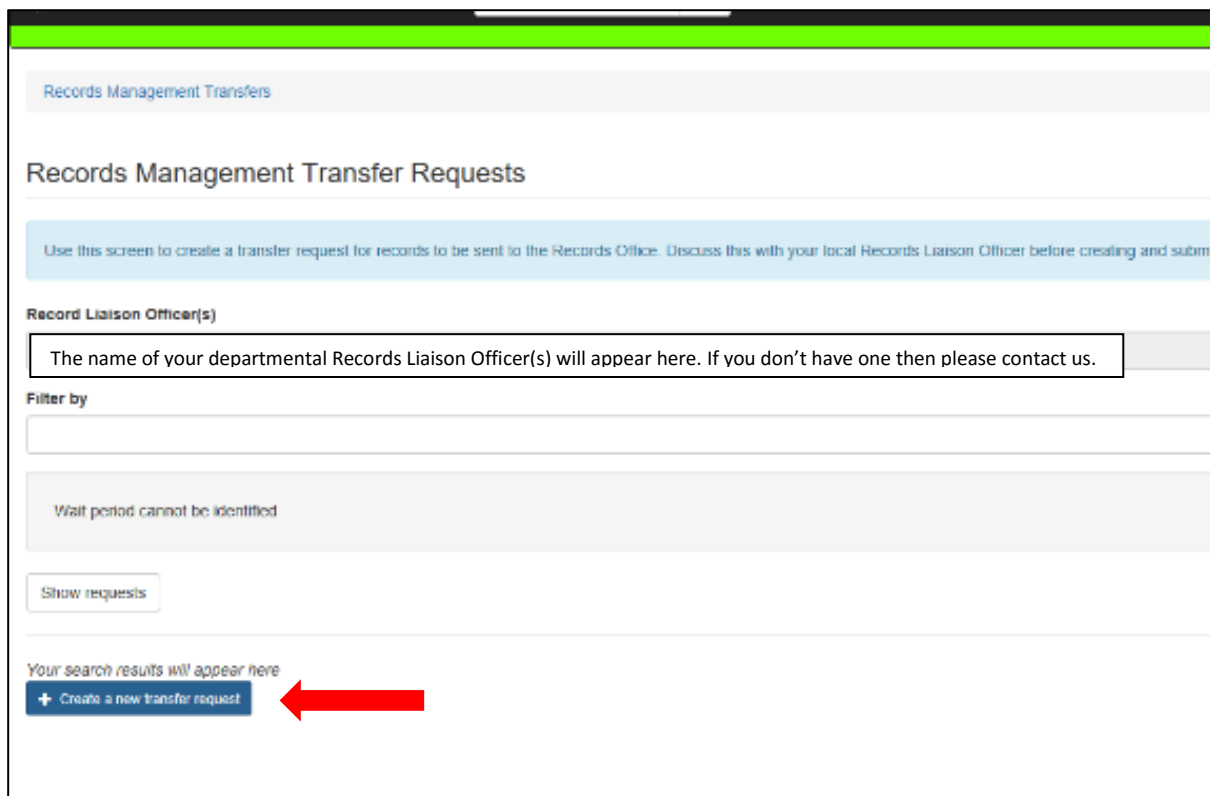 Records Management Transfers
Records Management Transfer Requests
Use this screen to create a transfer request for records to be sent to the Records Office. Discuss this with your local Records Liaison Officer before creating and subm
Record Liaison Officer(s)
The name of your departmental Records Liaison Officer(s) will appear here. If you don’t have one then please contact us.
Filter by
Wait period cannot be identified
Show requests
Your search results will appear here
+ Create a new transfer request